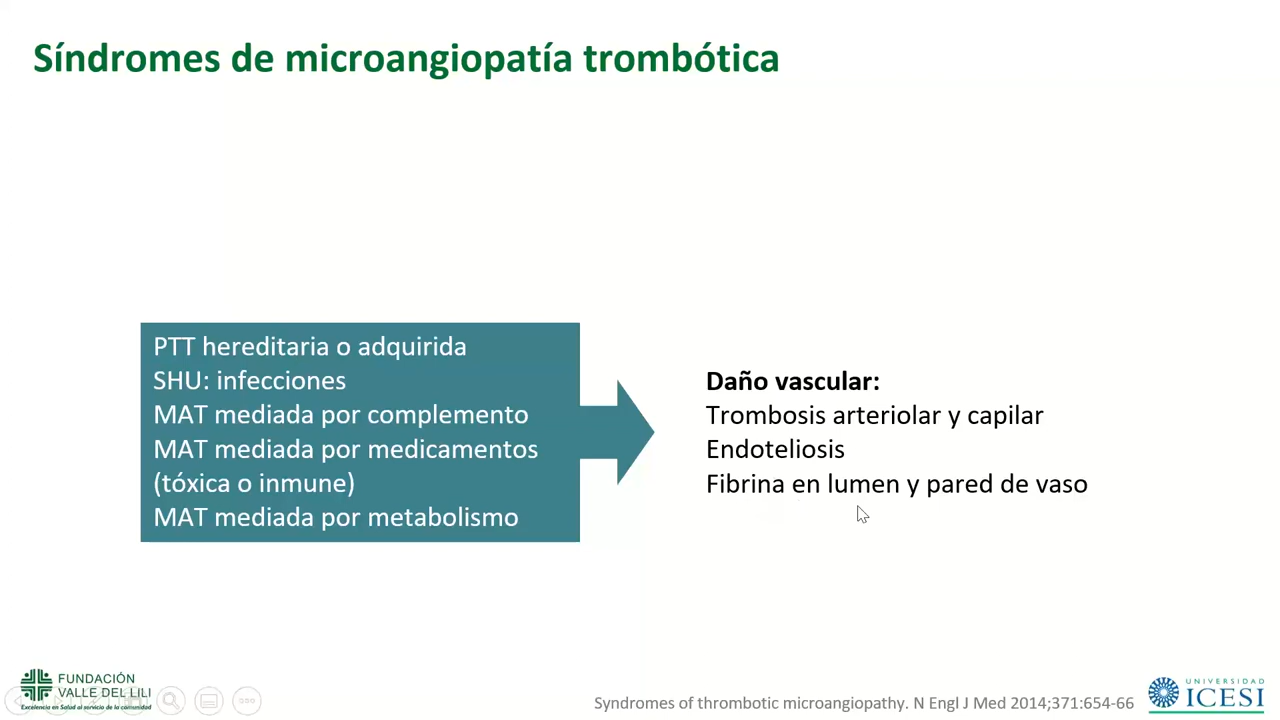 Síndromes de microangiopatía trombótica
PTT hereditaria o adquirida
SHU: infecciones
MAT mediada por complemento
MAT mediada por medicamentos
(tóxica o inmune)
MAT mediada por metabolismo
Daño vascular:
Trombosis arteriolar y capilar
Endoteliosis
Fibrina en lumen y pared de vaso
FUNDACIÓN
VALLE DEL LILI
Excelencia en Salud al servicio de la comunidad
Syndromes of thrombotic microangiopathy. N Engl J Med 2014;371:654-66
UNIVERSIDAD
ICESI